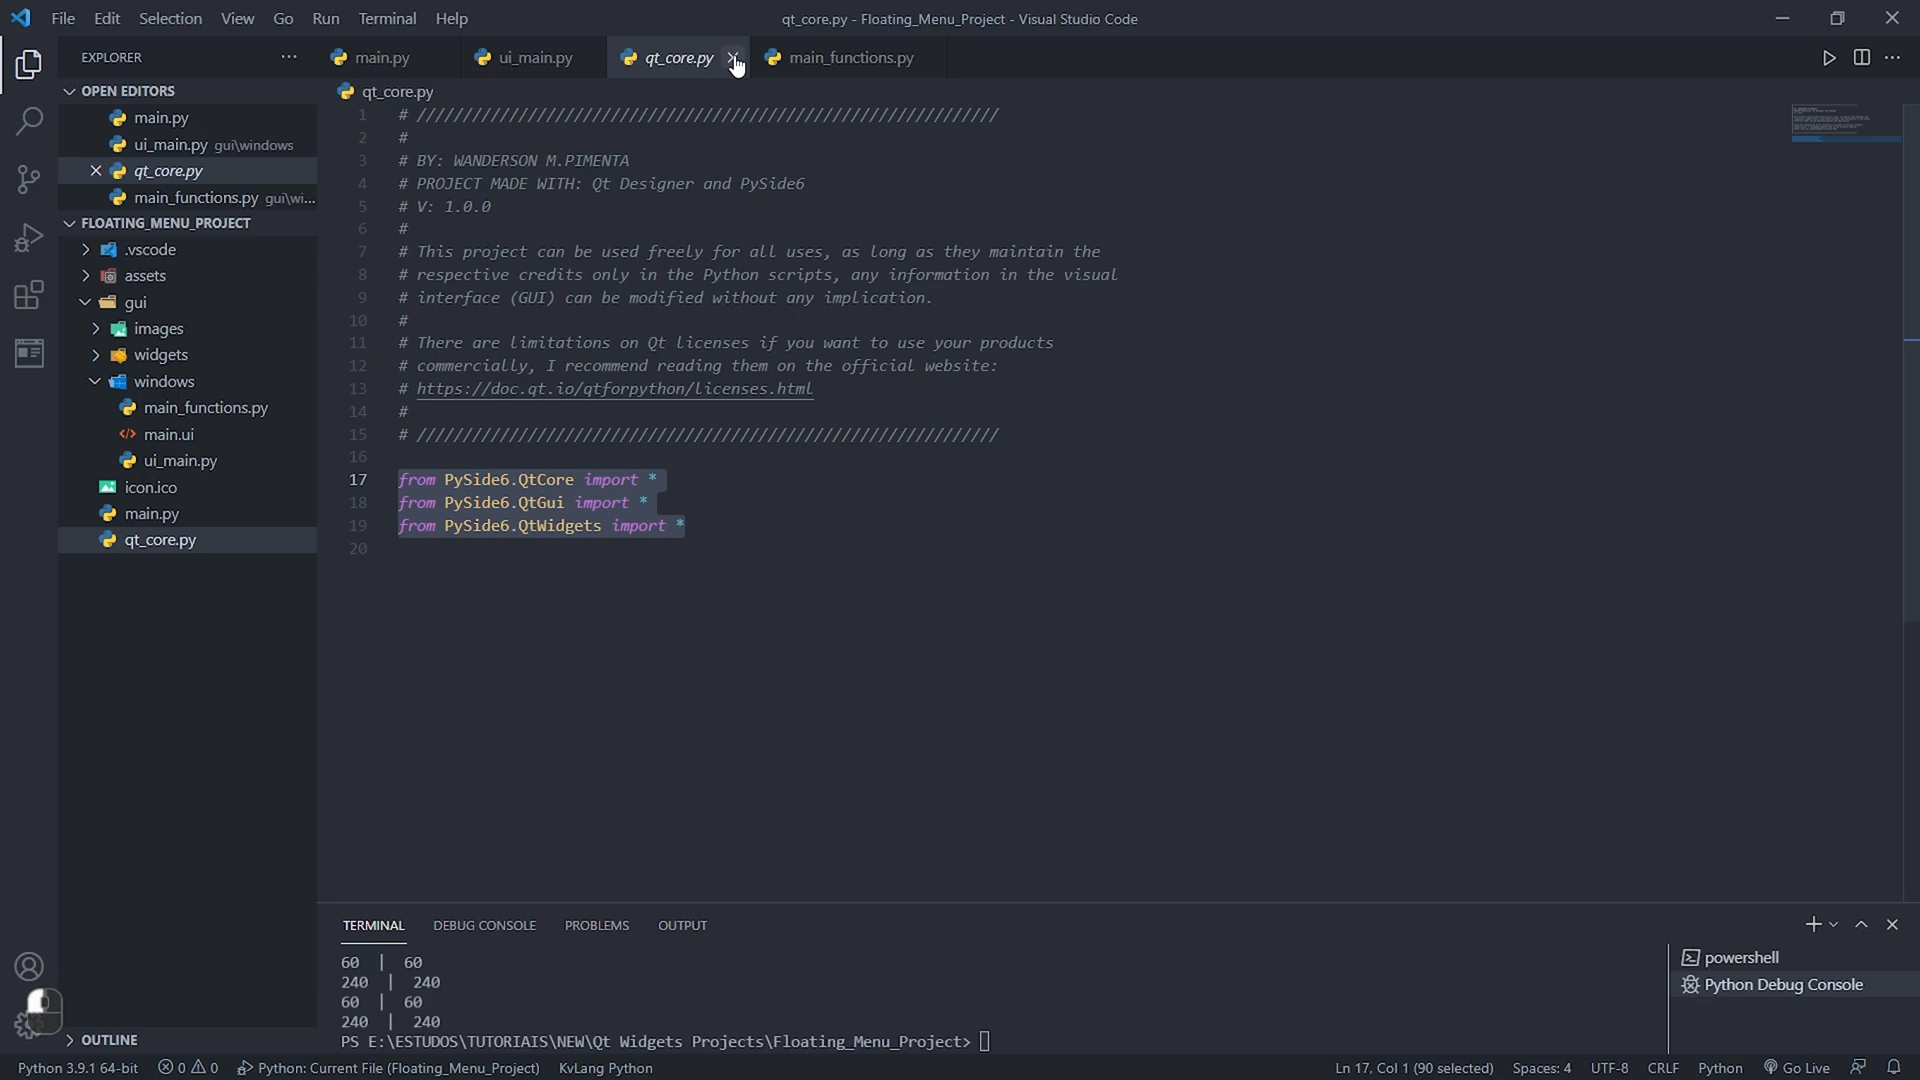 File Edit Selection View Go Run Terminal Help
qt_core.py - Floating_Menu_Project - Visual Studio Code
EXPLORER
main.py
ui_main.py
qt_core.py
main_functions.py
OPEN EDITORS
main.py
ui_main.py gui\windows
qt_core.py
main_functions.py gui\wi...
FLOATING_MENU_PROJECT
.vscode
assets
gui
images
widgets
windows
main_functions.py
main.ui
ui_main.py
icon.ico
main.py
qt_core.py
OUTLINE
qt_core.py
1 # ///////////////////////////////////////////////////////////////
2 #
3 # BY: WANDERSON M.PIMENTA
4 # PROJECT MADE WITH: Qt Designer and PySide6
5 # V: 1.0.0
6 #
7 # This project can be used freely for all uses, as long as they maintain the
8 # respective credits only in the Python scripts, any information in the visual
9 # interface (GUI) can be modified without any implication.
10 #
11 # There are limitations on Qt licenses if you want to use your products
12 # commercially, I recommend reading them on the official website:
13 # https://doc.qt.io/qtforpython/licenses.html
14 #
15 # ///////////////////////////////////////////////////////////////
16
17 from PySide6.QtCore import *
18 from PySide6.QtGui import *
19 from PySide6.QtWidgets import *
20
TERMINAL DEBUG CONSOLE PROBLEMS OUTPUT
60 | 60
240 | 240
60 | 60
240 | 240
PS E:\ESTUDOS\TUTORIAIS\NEW\Qt Widgets Projects\Floating_Menu_Project>
powershell
Python Debug Console
Python 3.9.1 64-bit 0 0 Python: Current File (Floating_Menu_Project) KvLang Python
Ln 17, Col 1 (90 selected) Spaces: 4 UTF-8 CRLF Python Go Live